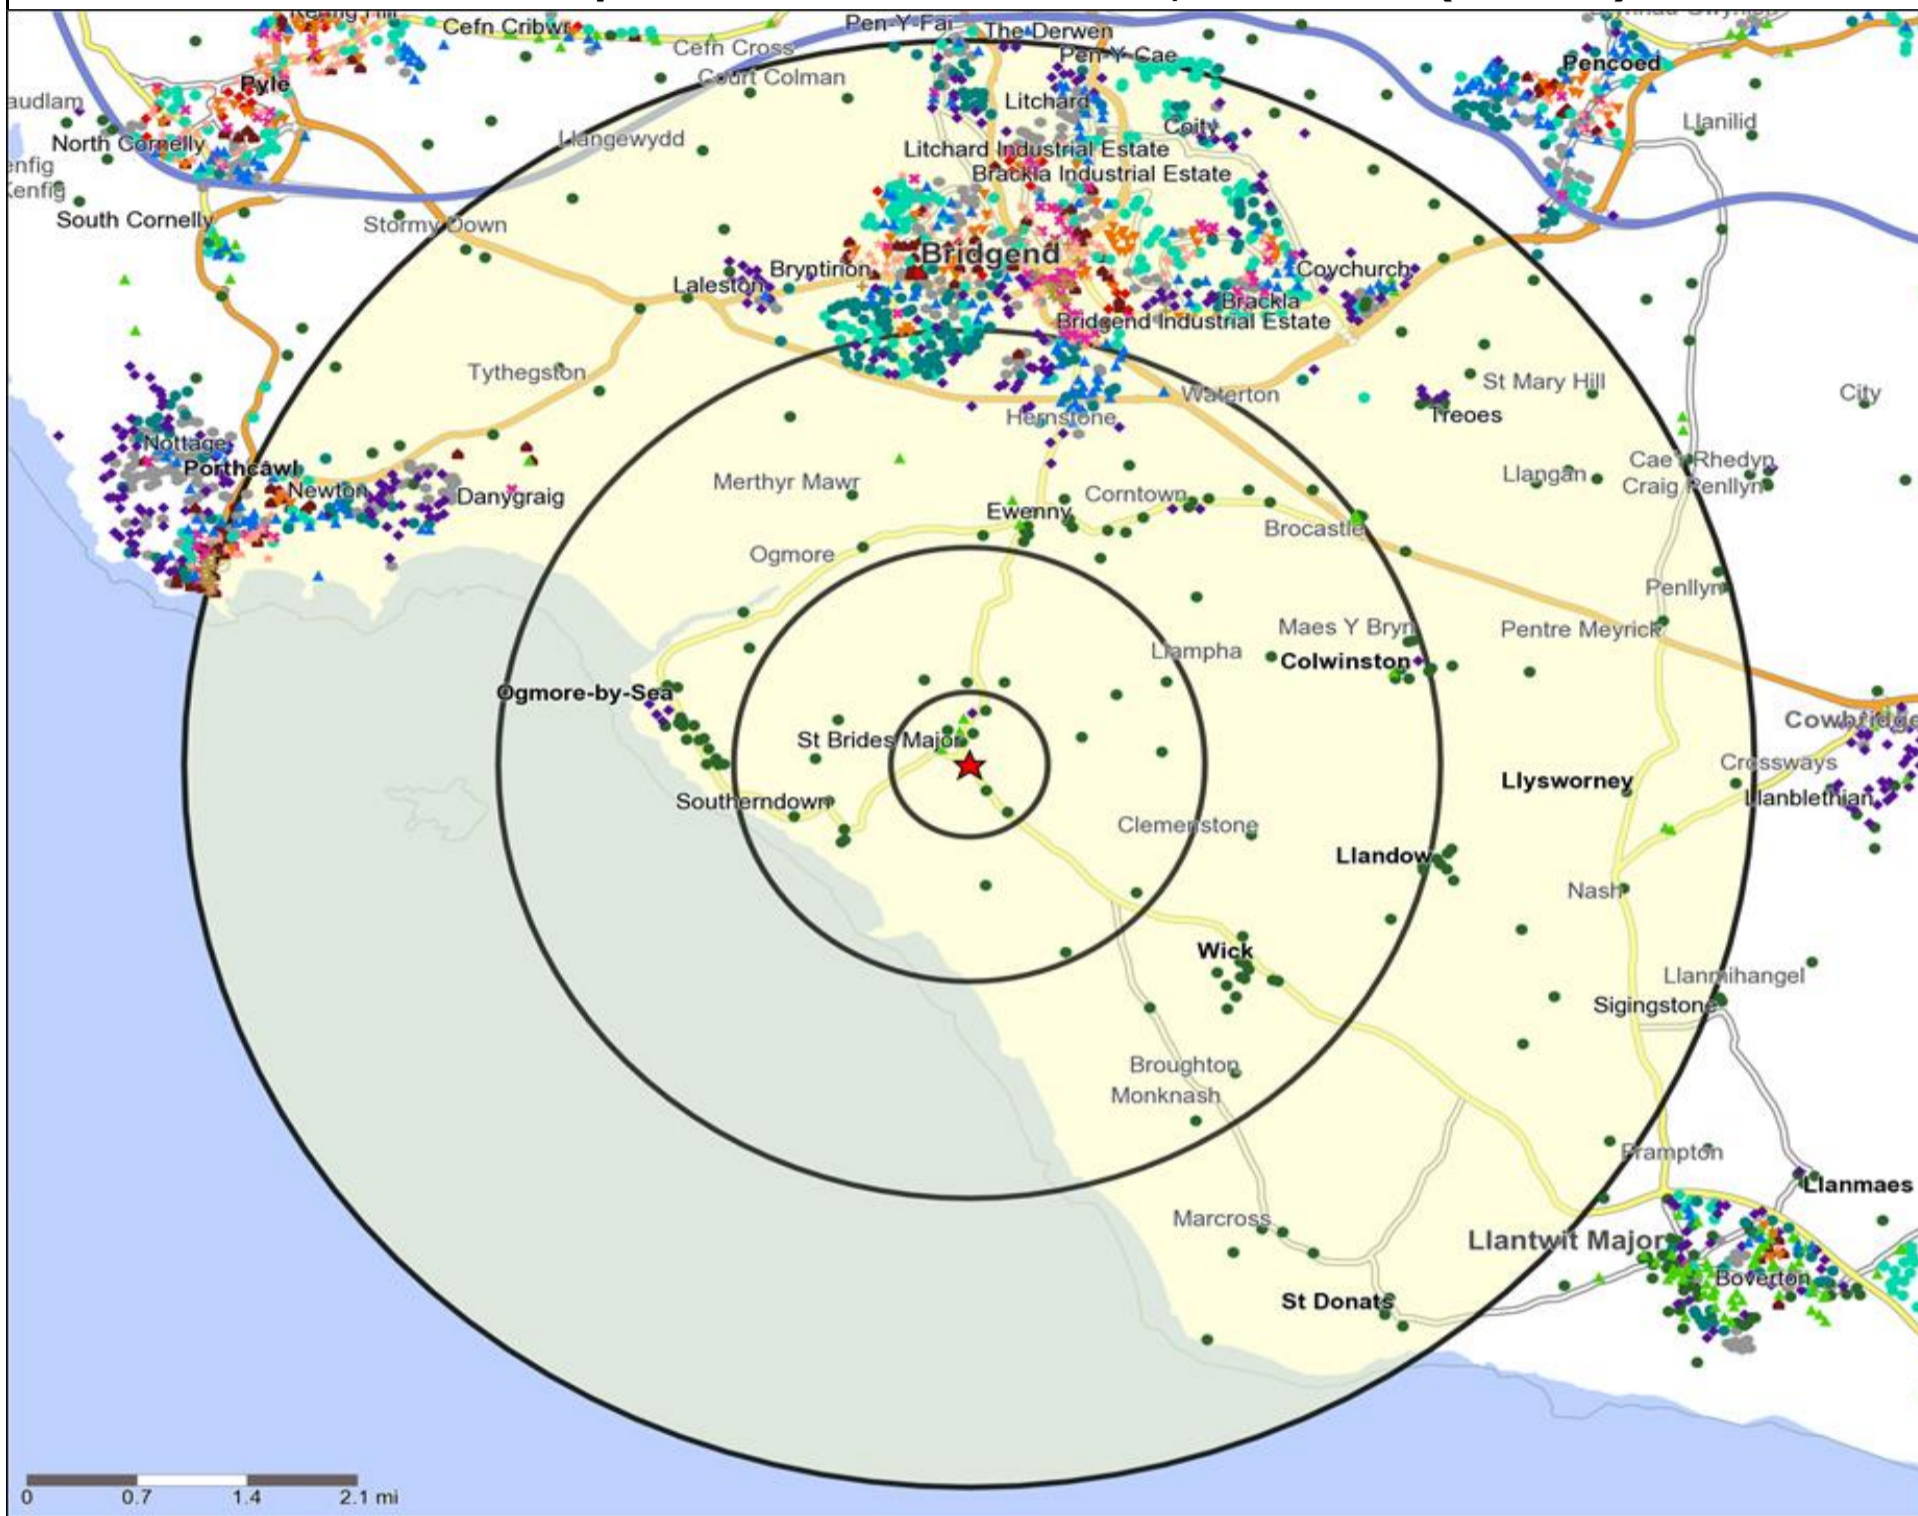 Cefn Cribwr
Pen-Y-Fai
The Derwen
Cefn Cross
Pen-Y-Cae
Pencoed
Court Colman
Pyle
audlam
Litchard
Coity
Llanilid
North Cornelly
Llangewydd
Litchard Industrial Estate
enfig
Kenfig
Brackla Industrial Estate
South Cornelly
Stormy Down
Bridgend
Bryntirion
Coychurch
Laleston
Brackla
Bridgend Industrial Estate
Tythegston
St Mary Hill
Waterton
City
Hernstone
Treoes
Nottage
Porthcawl
Cae'r Rhedyn
Newton
Danygraig
Merthyr Mawr
Llangan
Craig Penllyn
Corntown
Ewenny
Brocastle
Ogmore
Penllyn
Maes Y Bryn
Pentre Meyrick
Llampha
Colwinston
Ogmore-by-Sea
Cowbridge
St Brides Major
Crossways
Llysworney
Llanblethian
Southerndown
Clemenstone
Llandow
Nash
Wick
Llanmihangel
Sigingstone
Broughton
Monknash
Frampton
Llanmaes
Marcross
Llantwit Major
Boverton
St Donats
0 0.7 1.4 2.1 mi